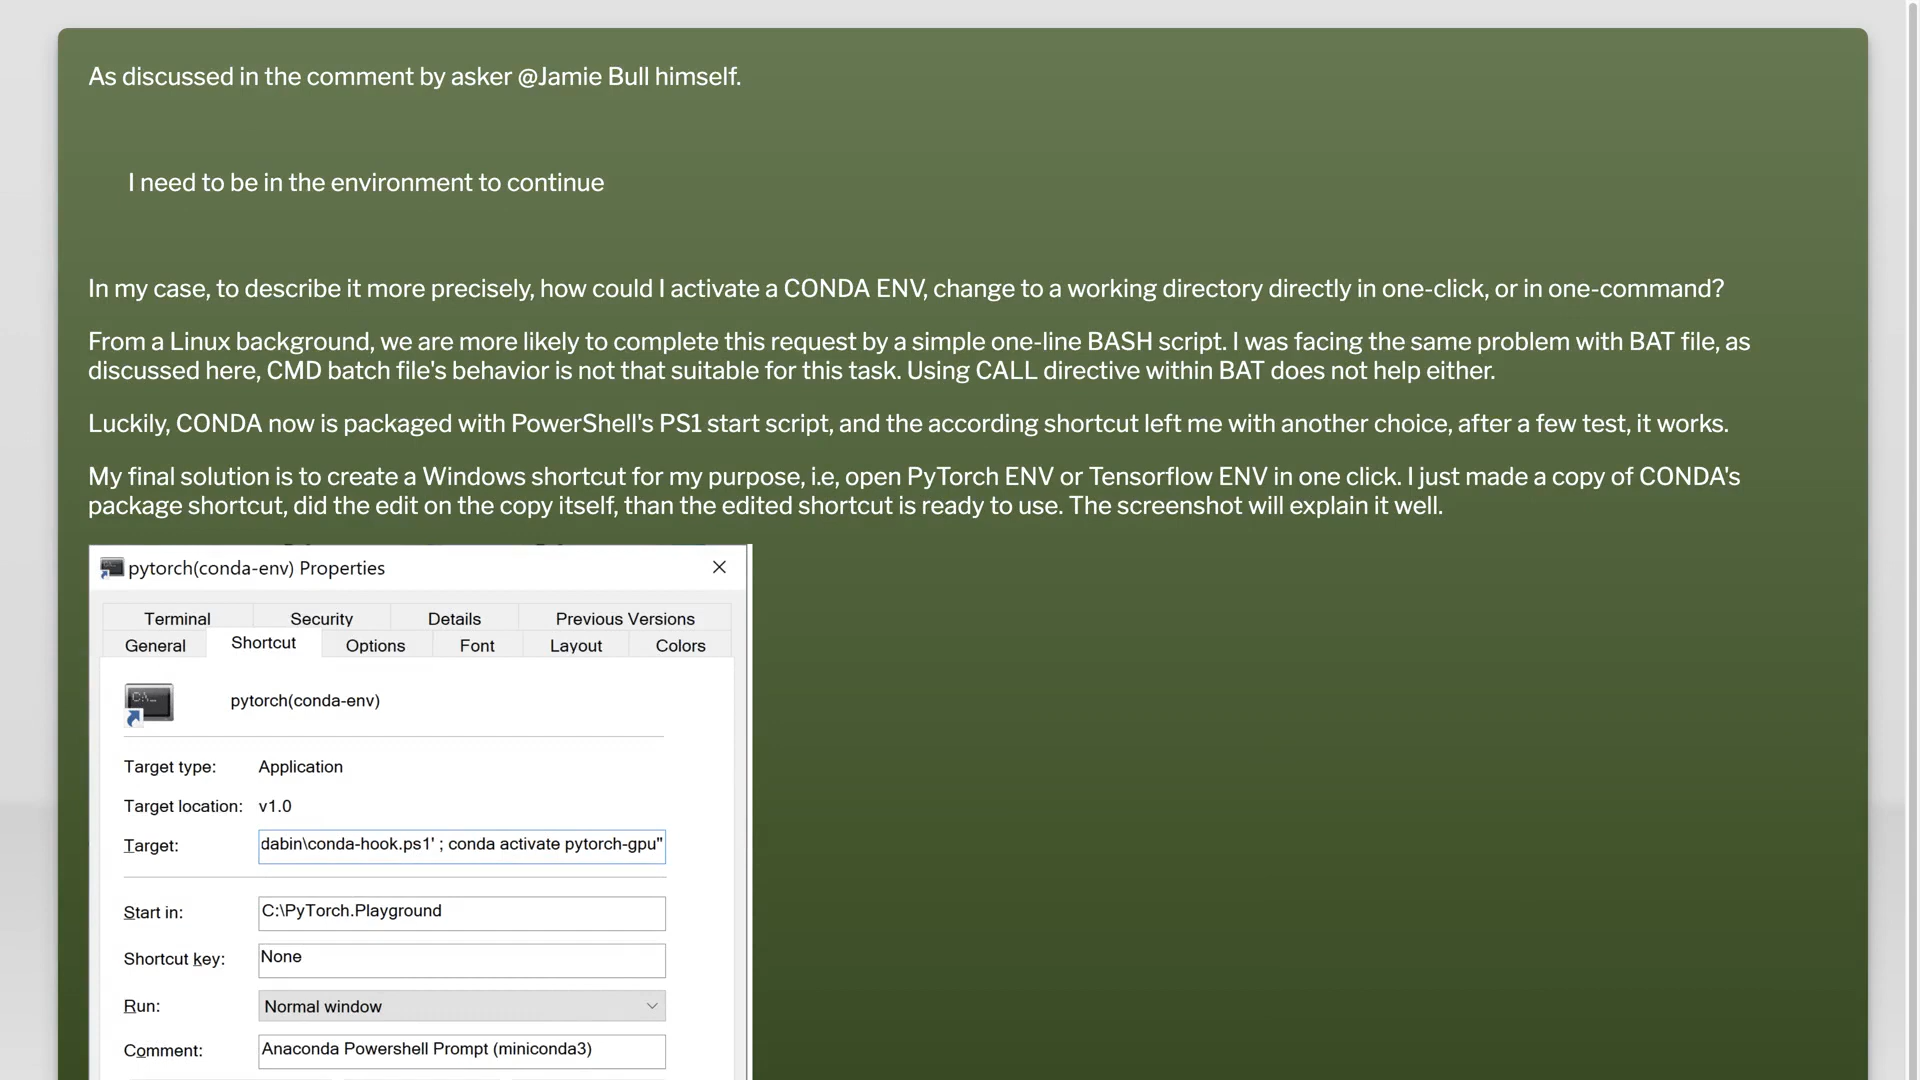 As discussed in the comment by asker @Jamie Bull himself.
I need to be in the environment to continue
In my case, to describe it more precisely, how could I activate a CONDA ENV, change to a working directory directly in one-click, or in one-command?
From a Linux background, we are more likely to complete this request by a simple one-line BASH script. I was facing the same problem with BAT file, as
discussed here, CMD batch file's behavior is not that suitable for this task. Using CALL directive within BAT does not help either.
Luckily, CONDA now is packaged with PowerShell's PS1 start script, and the according shortcut left me with another choice, after a few test, it works.
My final solution is to create a Windows shortcut for my purpose, i.e, open PyTorch ENV or Tensorflow ENV in one click. I just made a copy of CONDA's
package shortcut, did the edit on the copy itself, than the edited shortcut is ready to use. The screenshot will explain it well.
pytorch(conda-env) Properties
Terminal Security Details Previous Versions
General Shortcut Options Font Layout Colors
pytorch(conda-env)
Target type: Application
Target location: v1.0
Target: dabin\conda-hook.ps1' ; conda activate pytorch-gpu"
Start in: C:\PyTorch.Playground
Shortcut key: None
Run: Normal window
Comment: Anaconda Powershell Prompt (miniconda3)